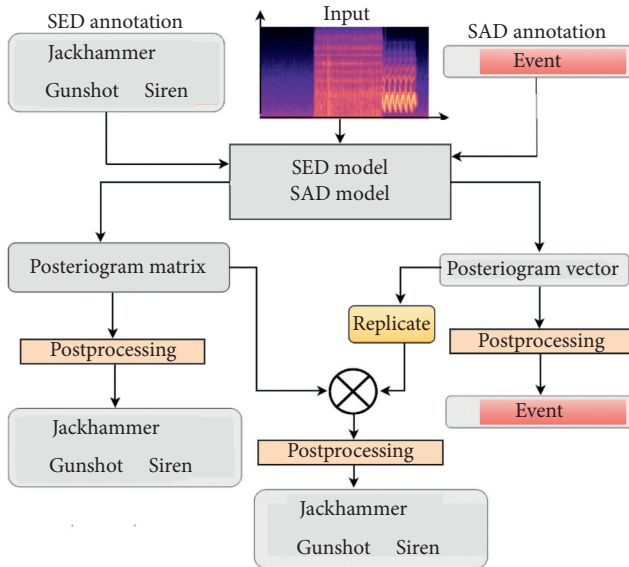 SED annotation
Input
SAD annotation
Jackhammer
Gunshot Siren
Event
SED model
SAD model
Posteriogram matrix
Posteriogram vector
Replicate
Postprocessing
Postprocessing
Jackhammer
Gunshot Siren
Event
Postprocessing
Jackhammer
Gunshot Siren